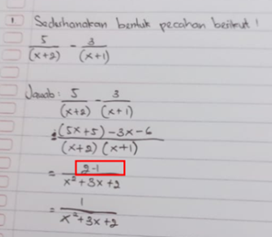 1 Sederhanakan bentuk pecahan berikut!
5/(x+2) - 3/(x+1)
Jawab: 5/(x+2) - 3/(x+1)
= (5x+5) - 3x - 6 / (x+2) (x+1)
= 2-1 / x² + 3x + 2
= 1 / x² + 3x + 2